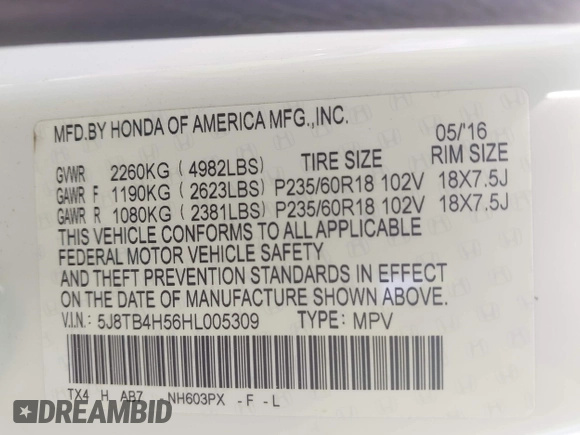 MFD.BY HONDA OF AMERICA MFG.,INC.
05/'16
GVWR 2260KG ( 4982LBS) TIRE SIZE RIM SIZE
GAWR F 1190KG ( 2623LBS) P235/60R18 102V 18X7.5J
GAWR R 1080KG ( 2381LBS) P235/60R18 102V 18X7.5J
THIS VEHICLE CONFORMS TO ALL APPLICABLE
FEDERAL MOTOR VEHICLE SAFETY
AND THEFT PREVENTION STANDARDS IN EFFECT
ON THE DATE OF MANUFACTURE SHOWN ABOVE.
V.I.N: 5J8TB4H56HL005309 TYPE: MPV
TX4 H AB7 NH603PX - F - L
DREAMBID